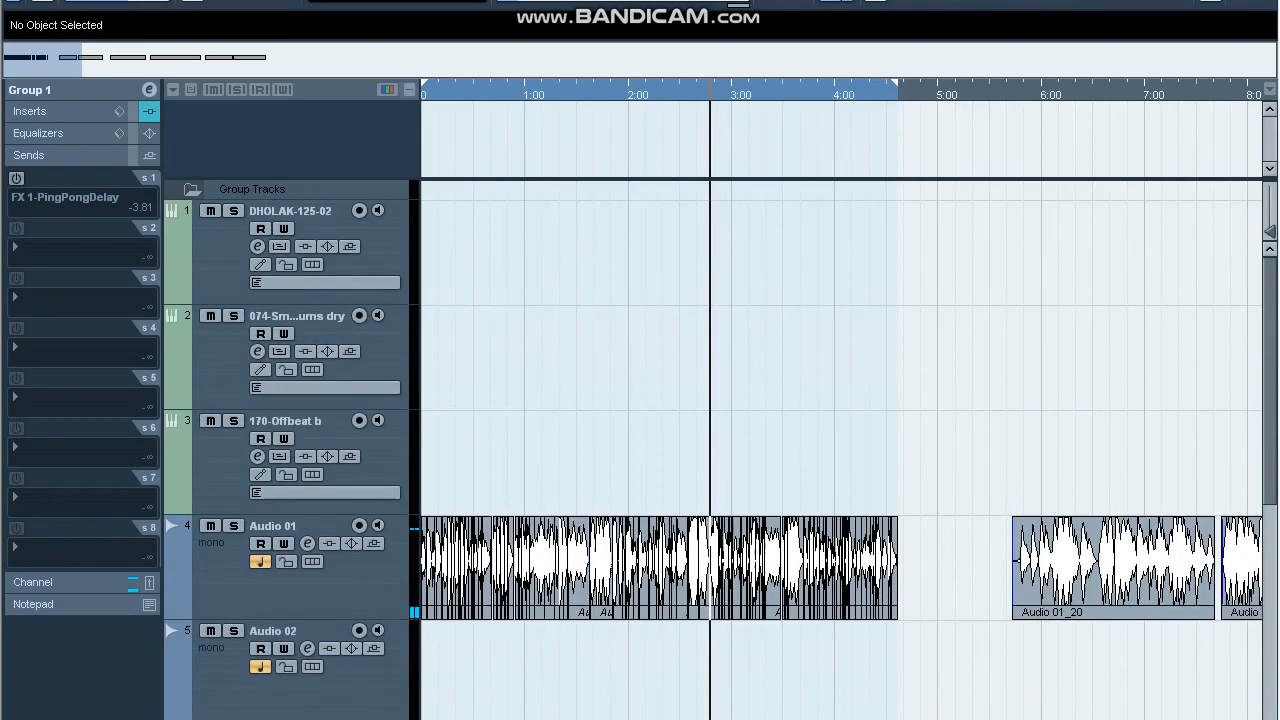 www.BANDICAM.com
No Object Selected
Group 1
Inserts
Equalizers
Sends
s 1
FX 1-PingPongDelay
-3.81
s 2
-∞
s 3
-∞
s 4
-∞
s 5
-∞
s 6
-∞
s 7
-∞
s 8
-∞
Channel
Notepad
M S R W
0 1:00 2:00 3:00 4:00 5:00 6:00 7:00 8:0
Group Tracks
1 m S DHOLAK-125-02
R W
e
2 m S 074-Sm...ums dry
R W
e
3 m S 170-Offbeat b
R W
e
4 m S Audio 01
mono R W e
Audio 01_20
Audio
5 m S Audio 02
mono R W e